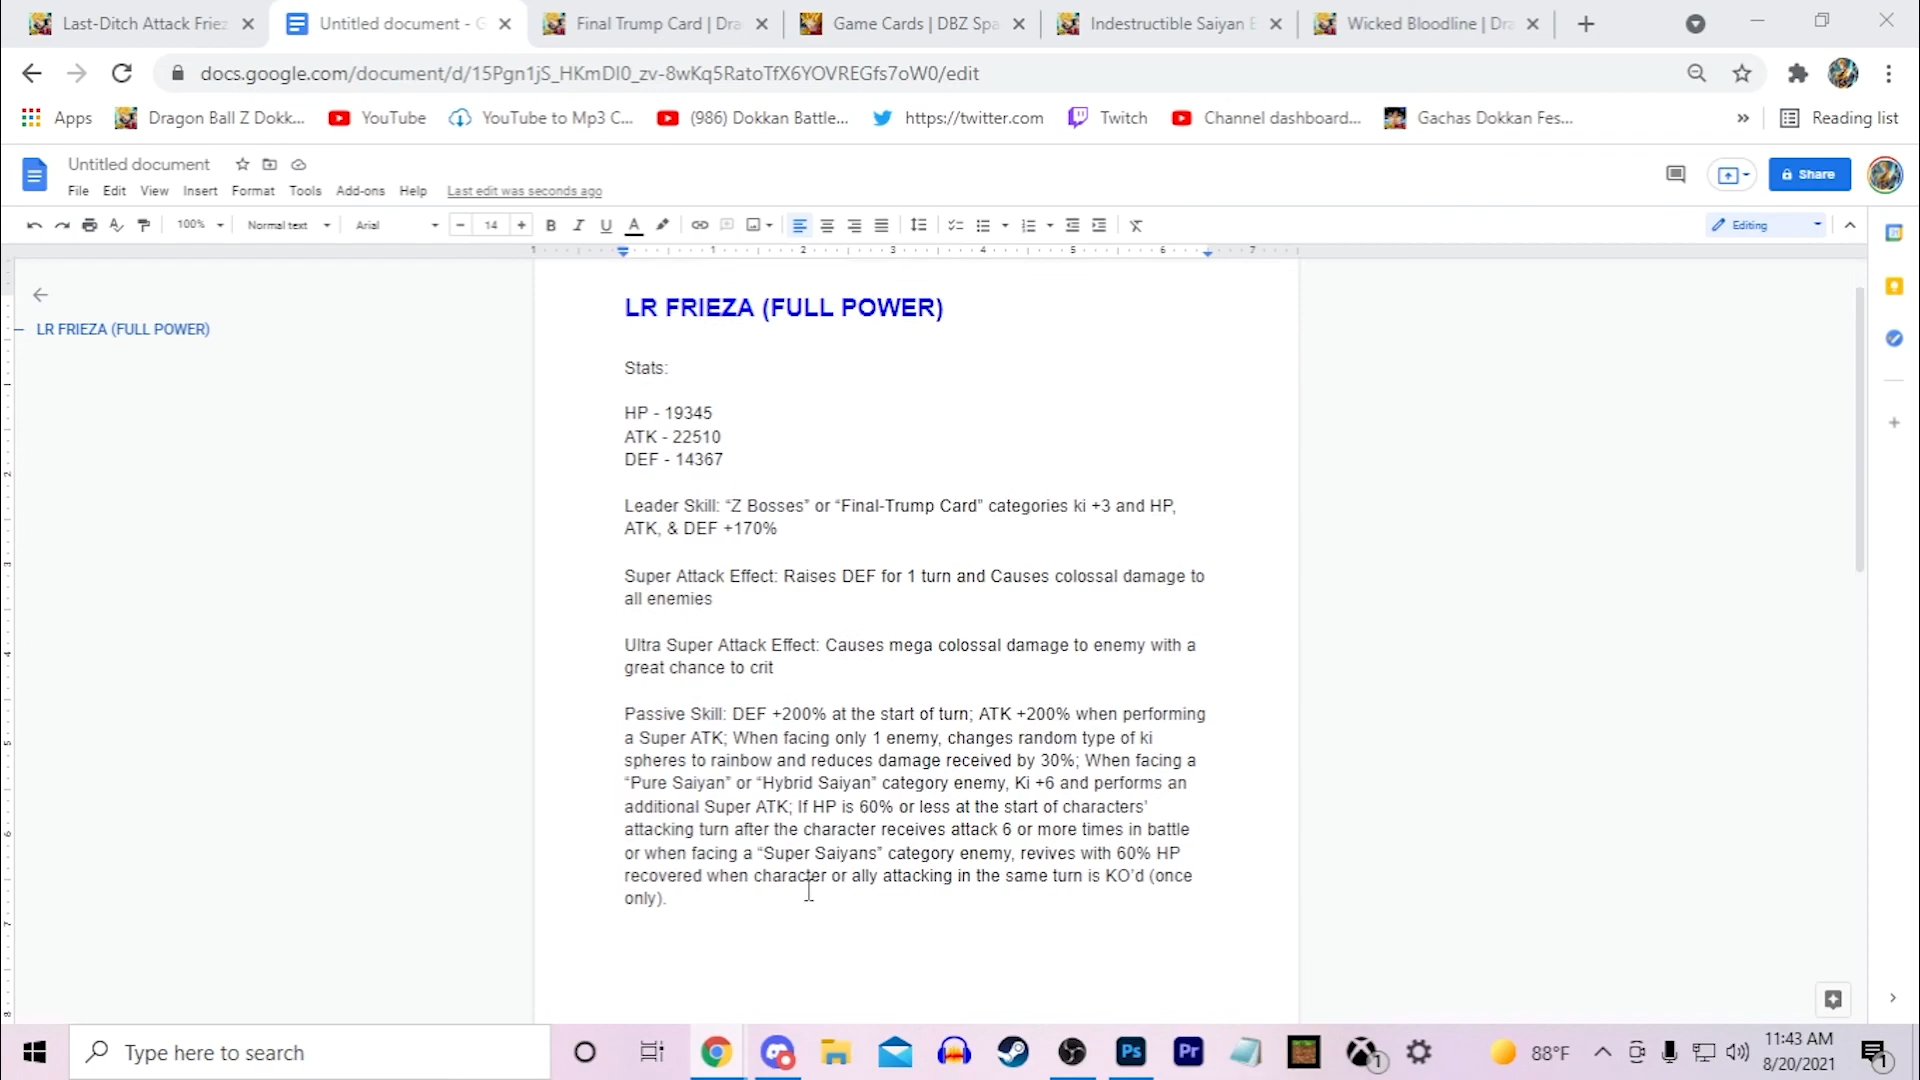 Last-Ditch Attack Friez
Untitled document - G
Final Trump Card | Dra
Game Cards | DBZ Spa
Indestructible Saiyan E
Wicked Bloodline | Dra
docs.google.com/document/d/15Pgn1jS_HKmDI0_zv-8wKq5RatoTfX6YOVREGfs7oW0/edit
Apps
Dragon Ball Z Dokk...
YouTube
YouTube to Mp3 C...
(986) Dokkan Battle...
https://twitter.com
Twitch
Channel dashboard...
Gachas Dokkan Fes...
»
Reading list
Untitled document
File Edit View Insert Format Tools Add-ons Help Last edit was seconds ago
Share
100% Normal text Arial 14 B I U A
Editing
1 1 2 3 4 5 6 7
LR FRIEZA (FULL POWER)
LR FRIEZA (FULL POWER)
Stats:
HP - 19345
ATK - 22510
DEF - 14367
Leader Skill: “Z Bosses” or “Final-Trump Card” categories ki +3 and HP,
ATK, & DEF +170%
Super Attack Effect: Raises DEF for 1 turn and Causes colossal damage to
all enemies
Ultra Super Attack Effect: Causes mega colossal damage to enemy with a
great chance to crit
Passive Skill: DEF +200% at the start of turn; ATK +200% when performing
a Super ATK; When facing only 1 enemy, changes random type of ki
spheres to rainbow and reduces damage received by 30%; When facing a
“Pure Saiyan” or “Hybrid Saiyan” category enemy, Ki +6 and performs an
additional Super ATK; If HP is 60% or less at the start of characters’
attacking turn after the character receives attack 6 or more times in battle
or when facing a “Super Saiyans” category enemy, revives with 60% HP
recovered when character or ally attacking in the same turn is KO’d (once
only).
Type here to search
Ps
Pr
1
88°F
11:43 AM
8/20/2021
1